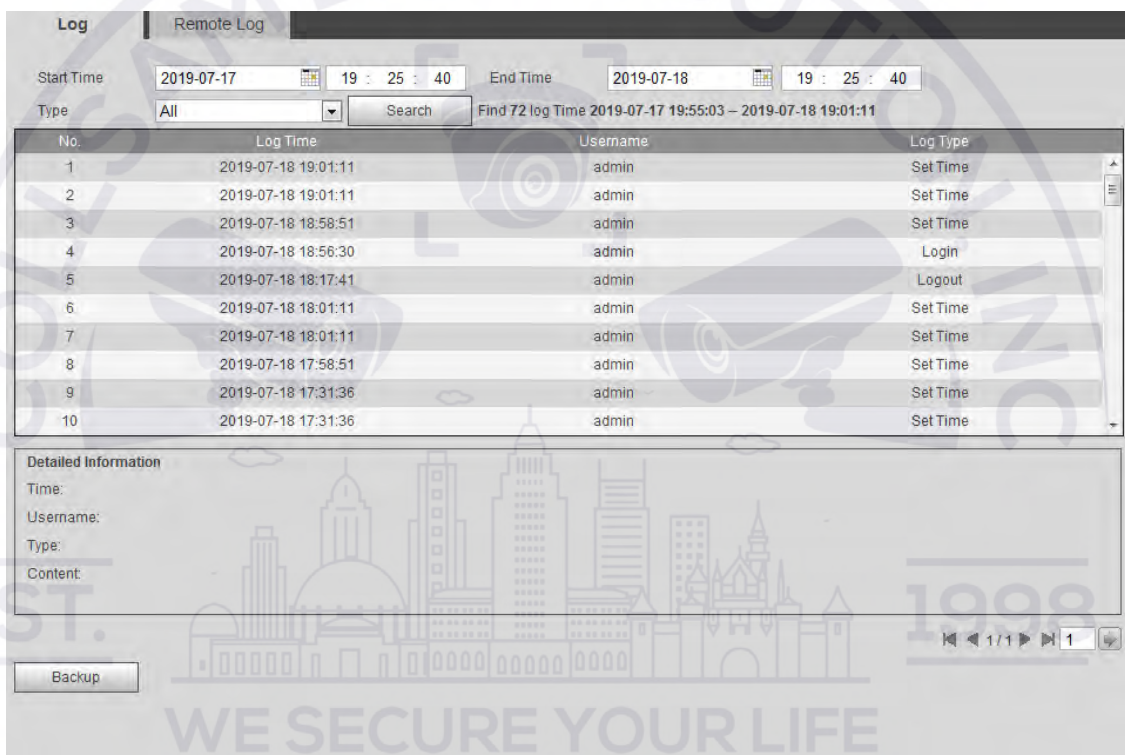 Log Remote Log
Start Time 2019-07-17 19 : 25 : 40 End Time 2019-07-18 19 : 25 : 40
Type All Search Find 72 log Time 2019-07-17 19:55:03 -- 2019-07-18 19:01:11
No. Log Time Username Log Type
1 2019-07-18 19:01:11 admin Set Time
2 2019-07-18 19:01:11 admin Set Time
3 2019-07-18 18:58:51 admin Set Time
4 2019-07-18 18:56:30 admin Login
5 2019-07-18 18:17:41 admin Logout
6 2019-07-18 18:01:11 admin Set Time
7 2019-07-18 18:01:11 admin Set Time
8 2019-07-18 17:58:51 admin Set Time
9 2019-07-18 17:31:36 admin Set Time
10 2019-07-18 17:31:36 admin Set Time
Detailed Information
Time:
Username:
Type:
Content:
1/1 1
Backup
EST. 1998
WE SECURE YOUR LIFE